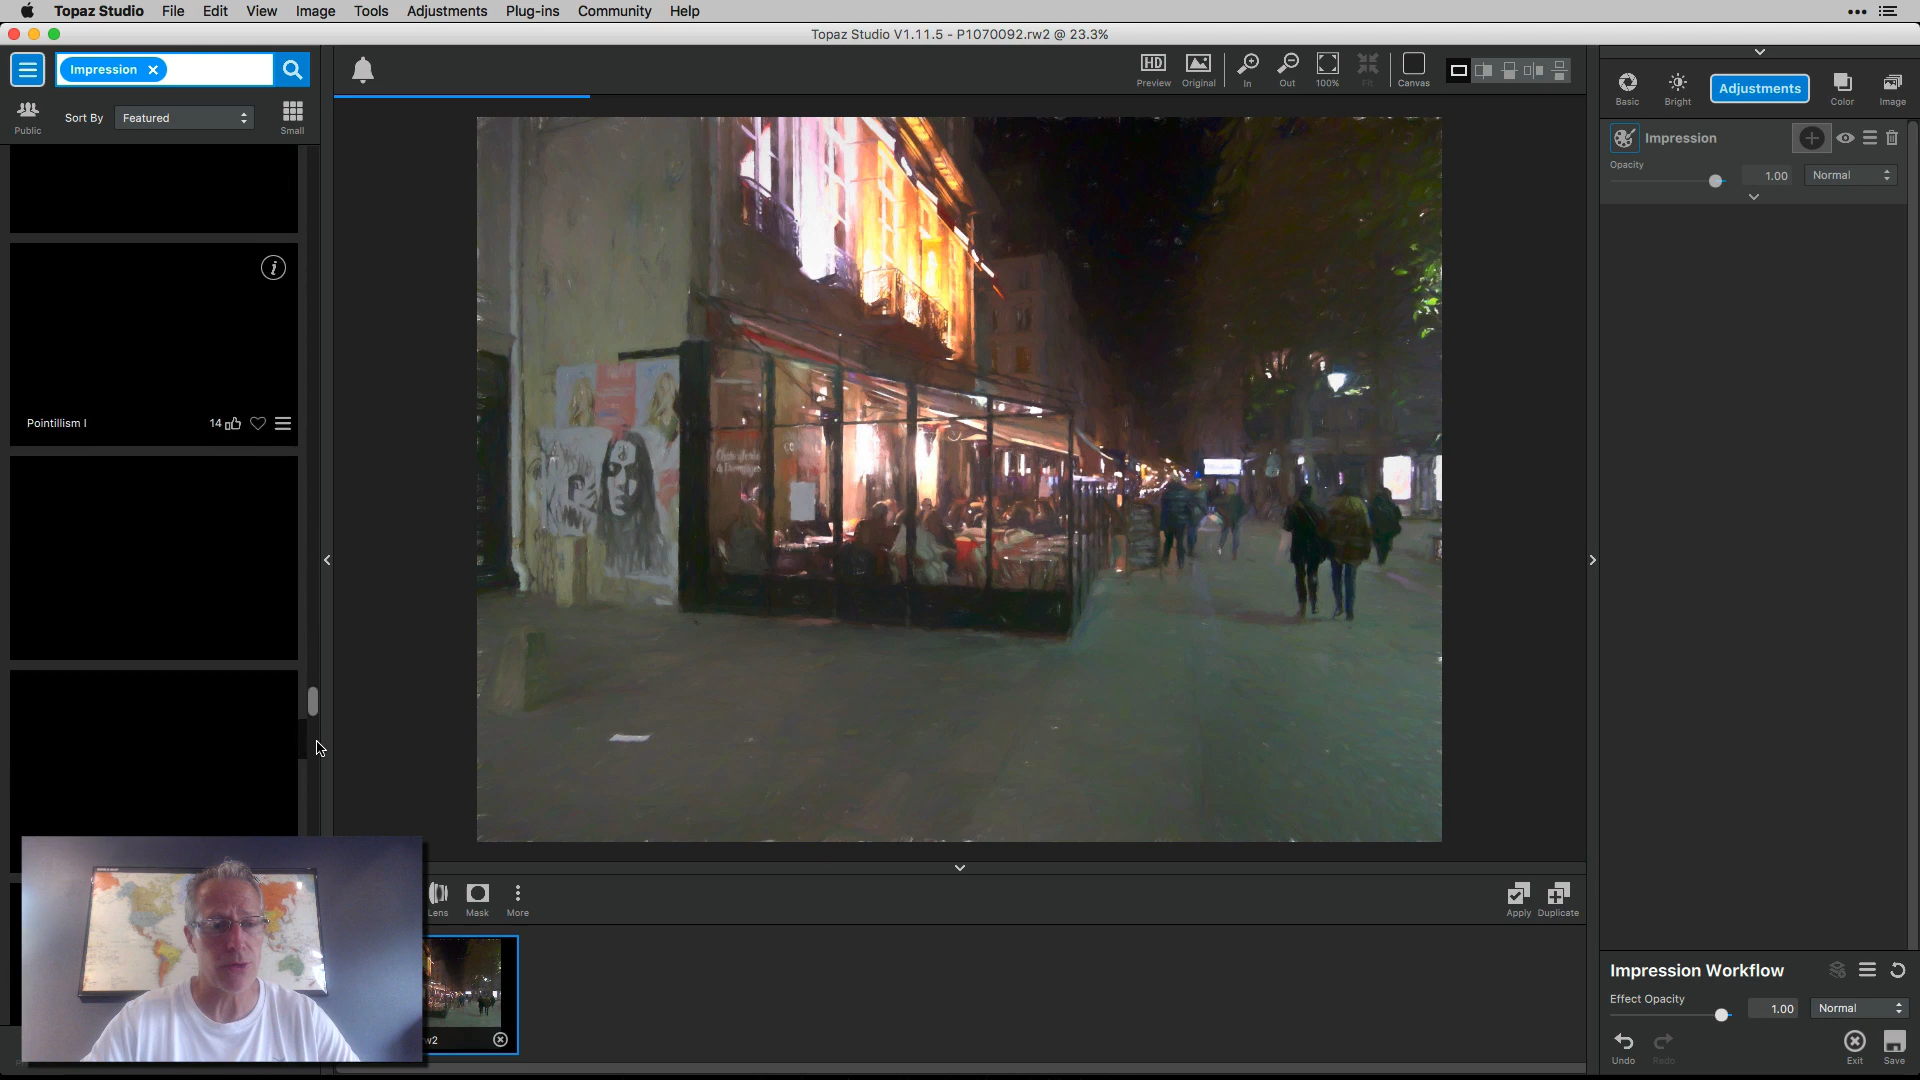 Topaz Studio File Edit View Image Tools Adjustments Plug-ins Community Help
Topaz Studio V1.11.5 - P1070092.rw2 @ 23.3%
Impression
Public
Sort By
Featured
Small
HD
Preview
Original
In
Out
100%
Fit
Canvas
Basic
Bright
Adjustments
Color
Image
Impression
Opacity
1.00
Normal
Pointillism I
14
Lens
Mask
More
Apply
Duplicate
w2
Impression Workflow
Effect Opacity
1.00
Normal
Undo
Redo
Exit
Save